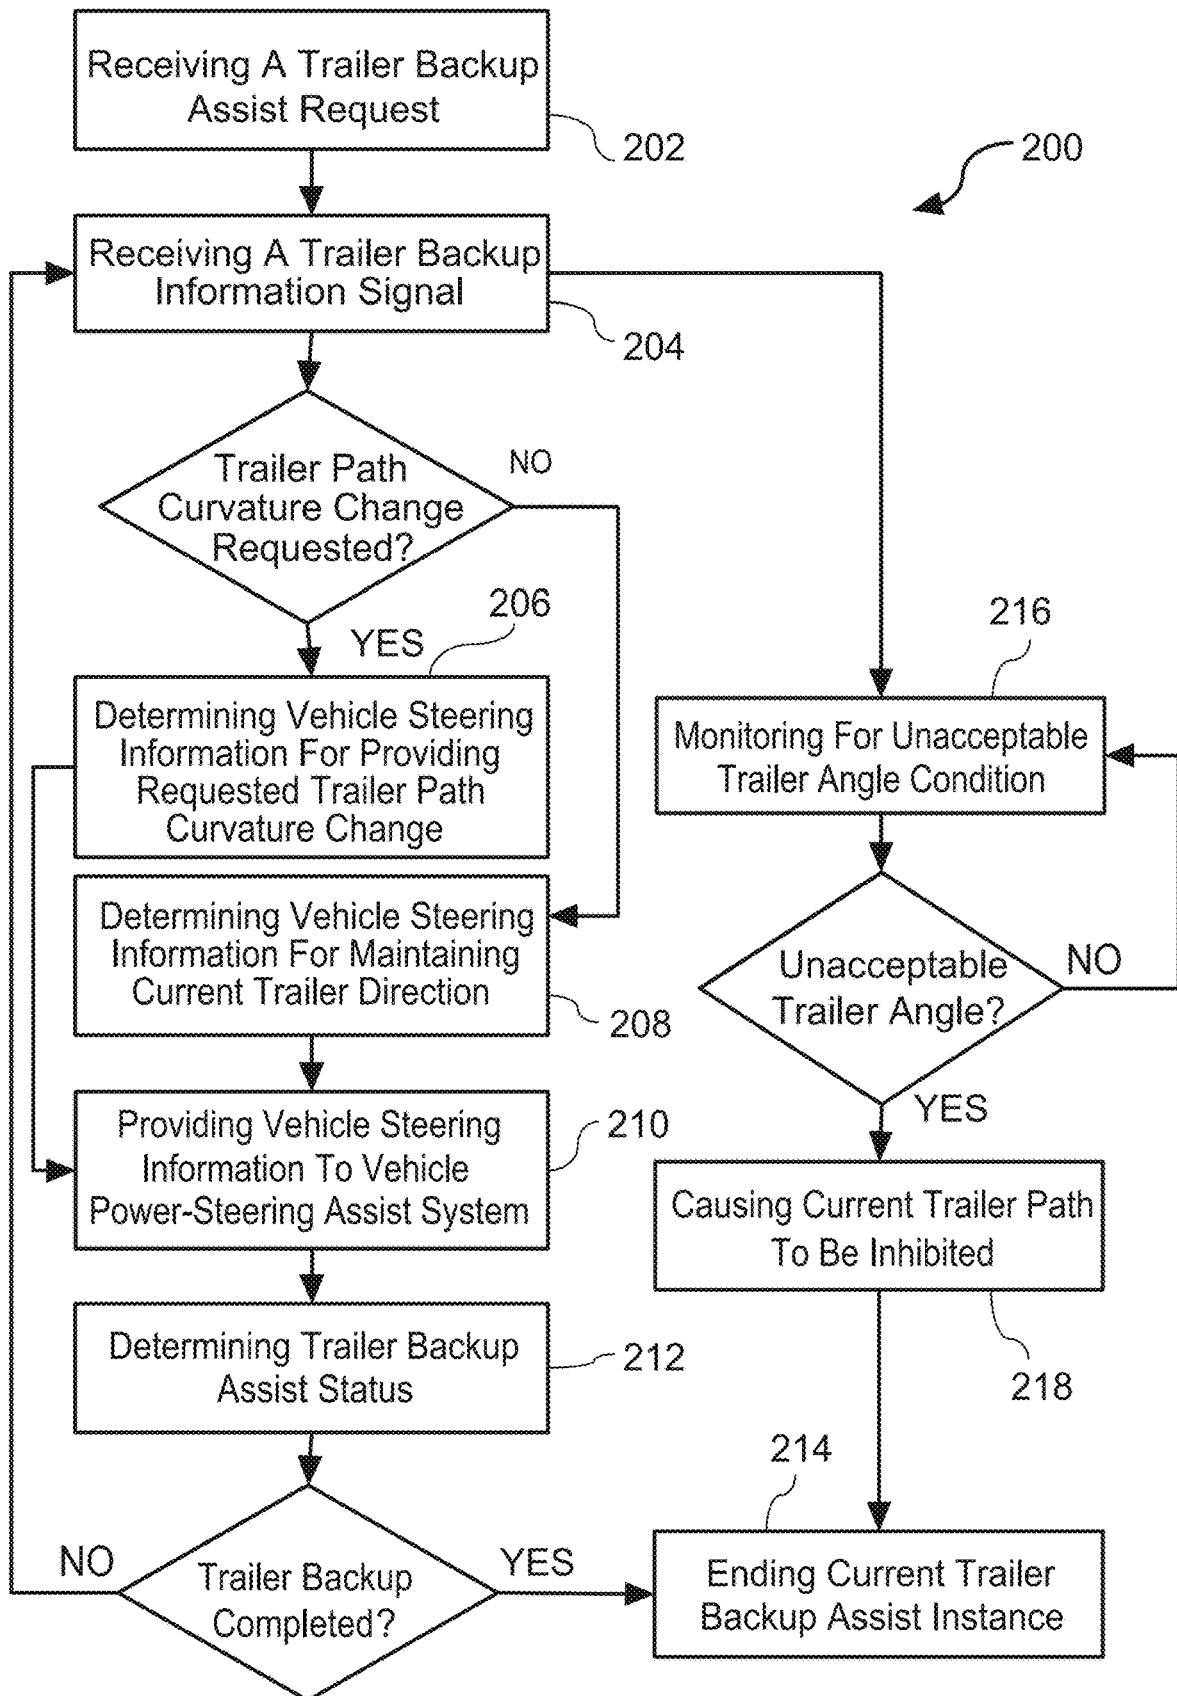 Receiving A Trailer Backup
Assist Request
202
200
Receiving A Trailer Backup
Information Signal
204
Trailer Path
Curvature Change
Requested?
NO
YES
206
Determining Vehicle Steering
Information For Providing
Requested Trailer Path
Curvature Change
Determining Vehicle Steering
Information For Maintaining
Current Trailer Direction
208
Providing Vehicle Steering
Information To Vehicle
Power-Steering Assist System
210
Determining Trailer Backup
Assist Status
212
Trailer Backup
Completed?
NO
YES
216
Monitoring For Unacceptable
Trailer Angle Condition
Unacceptable
Trailer Angle?
NO
YES
Causing Current Trailer Path
To Be Inhibited
218
214
Ending Current Trailer
Backup Assist Instance